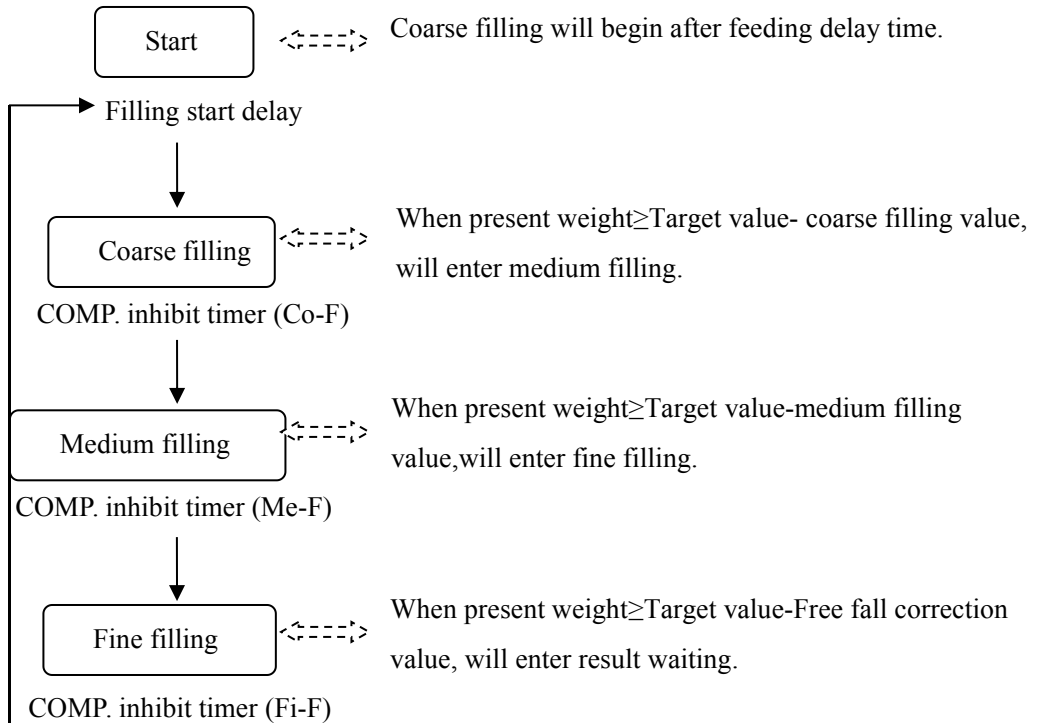 Start
Coarse filling will begin after feeding delay time.
Filling start delay
Coarse filling
When present weight≥Target value- coarse filling value,
will enter medium filling.
COMP. inhibit timer (Co-F)
Medium filling
When present weight≥Target value-medium filling
value,will enter fine filling.
COMP. inhibit timer (Me-F)
Fine filling
When present weight≥Target value-Free fall correction
value, will enter result waiting.
COMP. inhibit timer (Fi-F)